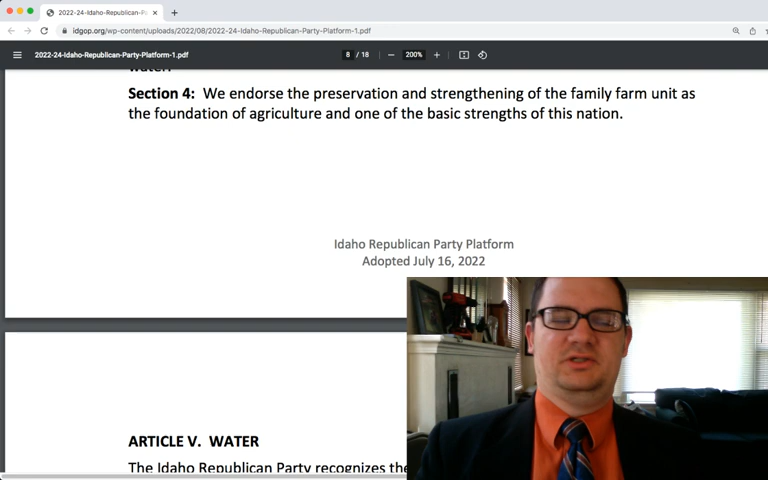 2022-24-Idaho-Republican-P
idgop.org/wp-content/uploads/2022/08/2022-24-Idaho-Republican-Party-Platform-1.pdf
2022-24-Idaho-Republican-Party-Platform-1.pdf
8 / 18
200%
water.
Section 4: We endorse the preservation and strengthening of the family farm unit as
the foundation of agriculture and one of the basic strengths of this nation.
Idaho Republican Party Platform
Adopted July 16, 2022
ARTICLE V. WATER
The Idaho Republican Party recognizes the